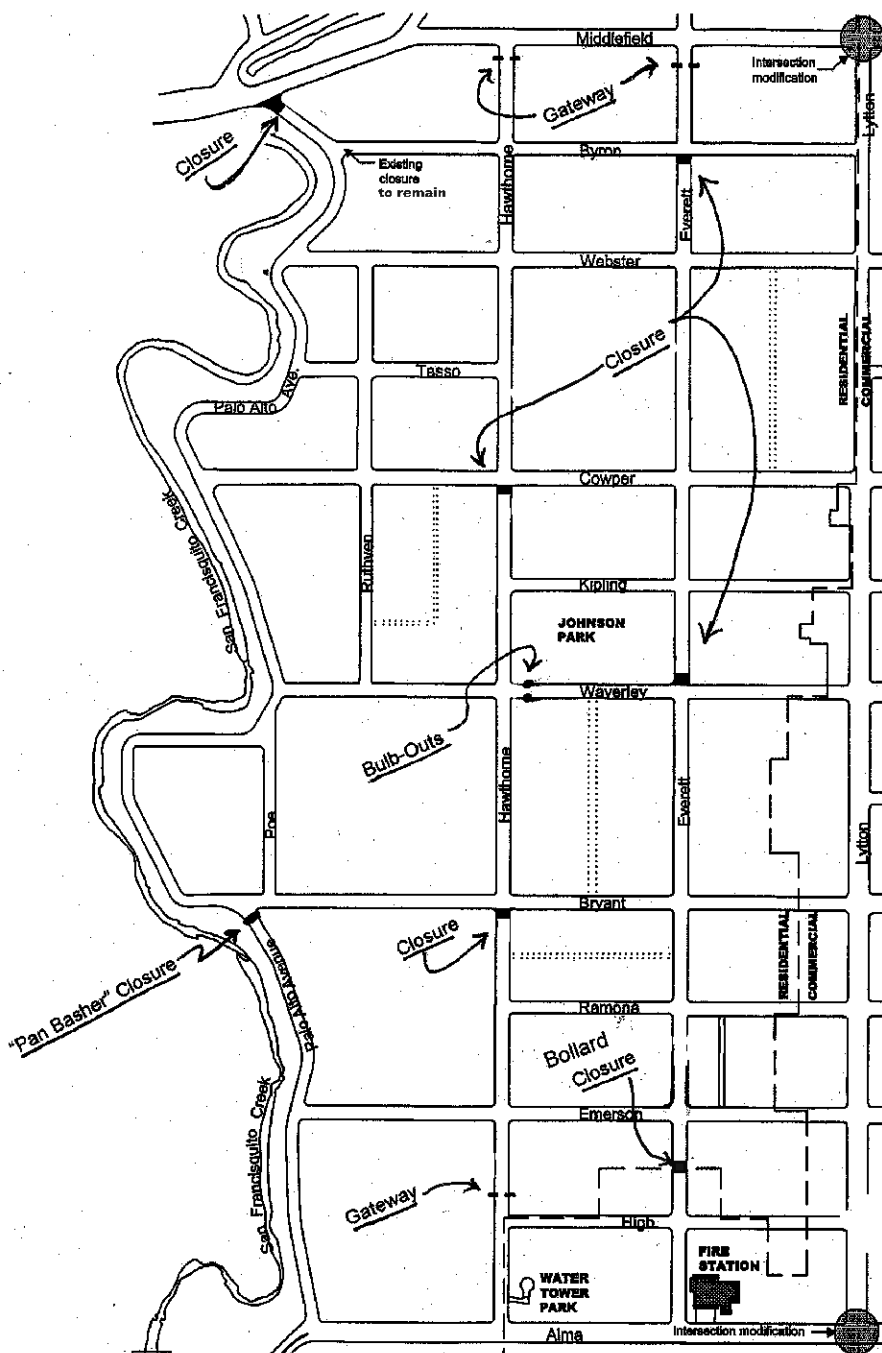 Middlefield
Intersection
modification
Lytton
Gateway
Closure
Byron
Existing
closure
to remain
Hawthorne
Everett
Webster
Closure
RESIDENTIAL
COMMERCIAL
Tasso
Palo Alto Ave.
Cowper
San Francisquito Creek
Ruthven
Kipling
JOHNSON
PARK
Waverley
Bulb-Outs
Hawthorne
Everett
Poe
Lytton
Bryant
"Pan Basher" Closure
Closure
Palo Alto Avenue
RESIDENTIAL
COMMERCIAL
Ramona
Bollard
Closure
Emerson
San Francisquito Creek
Gateway
High
WATER
TOWER
PARK
FIRE
STATION
Alma
Intersection modification